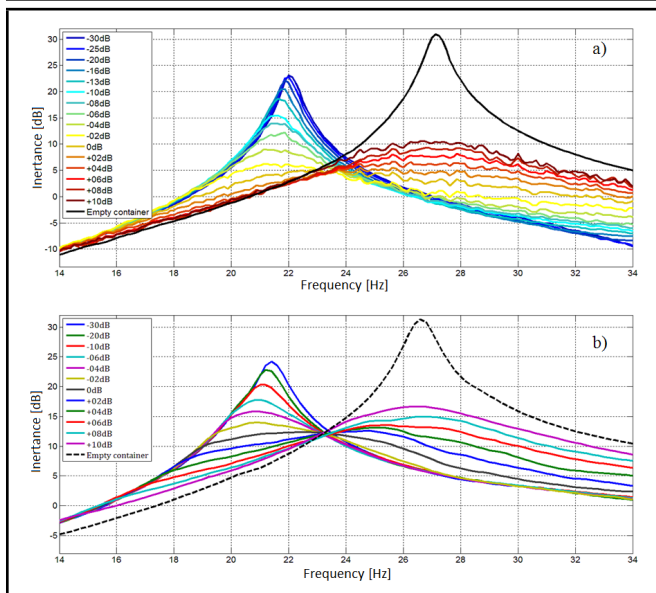 30
25
20
15
10
5
0
-5
-10
Inertance [dB]
-30dB
-25dB
-20dB
-16dB
-13dB
-10dB
-08dB
-06dB
-04dB
-02dB
0dB
+02dB
+04dB
+06dB
+08dB
+10dB
Empty container
a)
14 16 18 20 22 24 26 28 30 32 34
Frequency [Hz]
30
25
20
15
10
5
0
-5
Inertance [dB]
-30dB
-20dB
-10dB
-06dB
-04dB
-02dB
0dB
+02dB
+04dB
+06dB
+08dB
+10dB
Empty container
b)
14 16 18 20 22 24 26 28 30 32 34
Frequency [Hz]